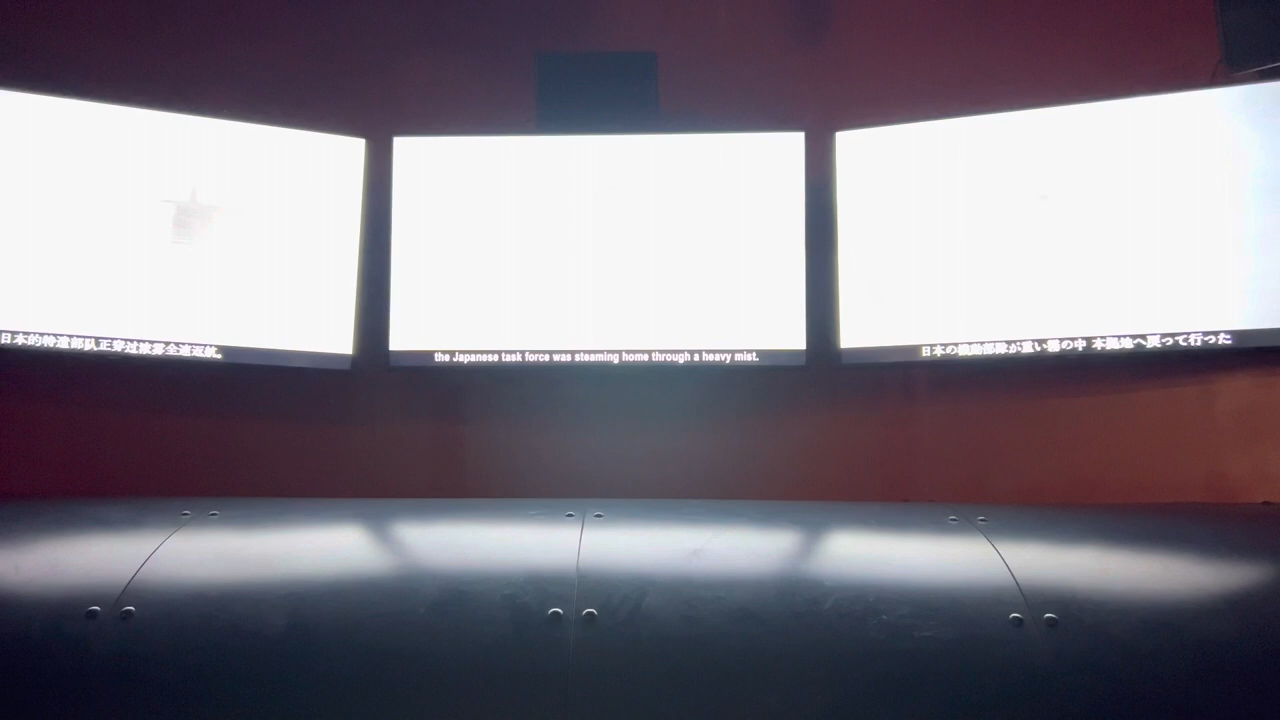 日本的特遣部队正穿过浓雾全速返航。
the Japanese task force was steaming home through a heavy mist.
日本の機動部隊が重い霧の中 本拠地へ戻って行った